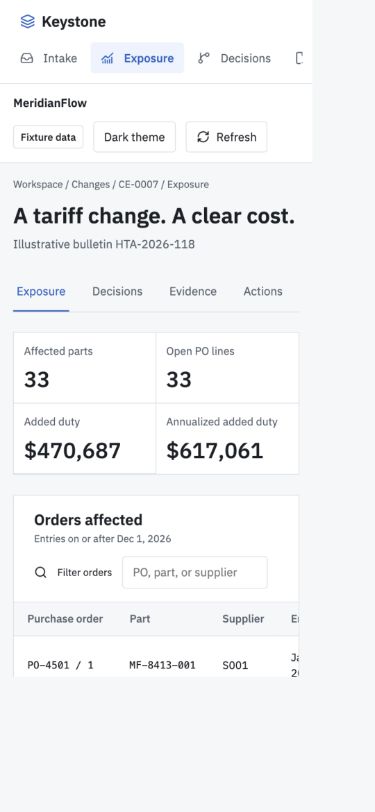 Keystone
Intake Exposure Decisions
MeridianFlow
Fixture data Dark theme Refresh
Workspace / Changes / CE-0007 / Exposure
A tariff change. A clear cost.
Illustrative bulletin HTA-2026-118
Exposure Decisions Evidence Actions
Affected parts Open PO lines
33 33
Added duty Annualized added duty
$470,687 $617,061
Orders affected
Entries on or after Dec 1, 2026
Filter orders PO, part, or supplier
Purchase order Part Supplier
PO-4501 / 1 MF-8413-001 S001